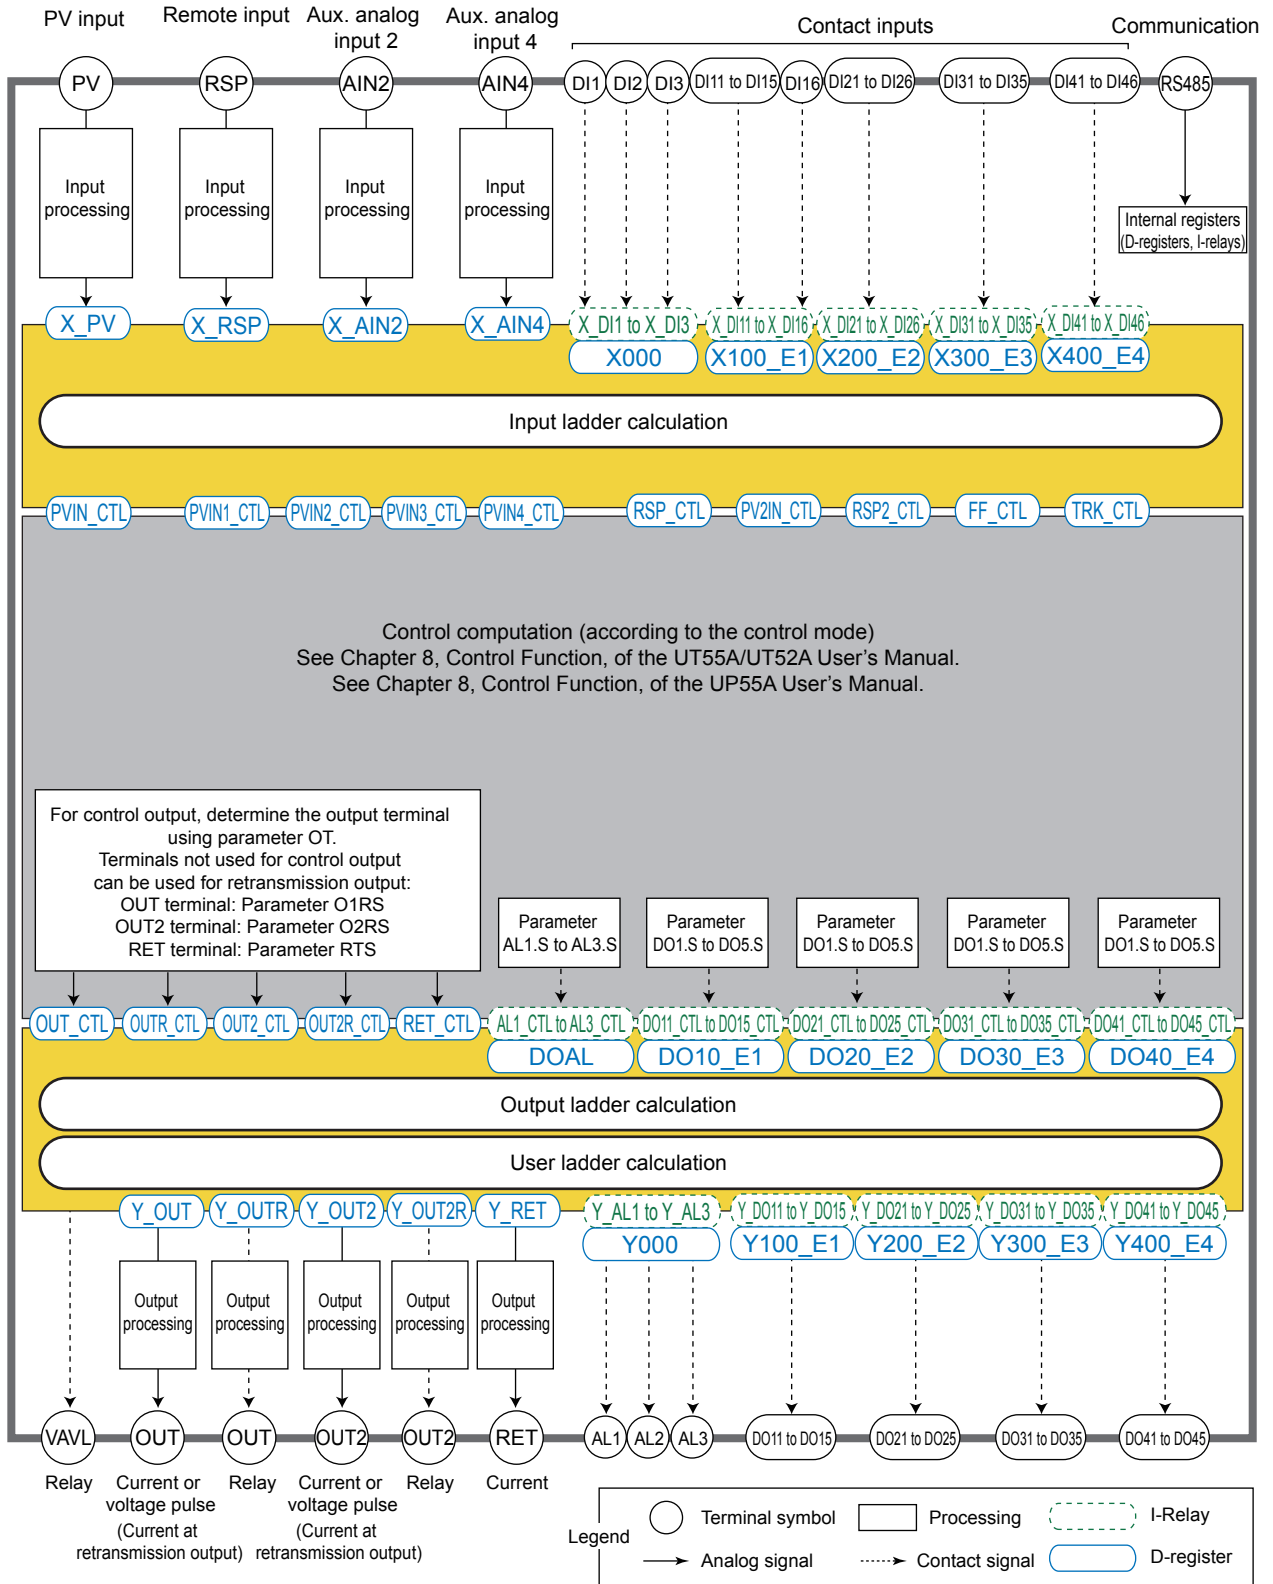 PV input
Remote input
Aux. analog
input 2
Aux. analog
input 4
Contact inputs
Communication
PV
RSP
AIN2
AIN4
DI1
DI2
DI3
DI11 to DI15
DI16
DI21 to DI26
DI31 to DI35
DI41 to DI46
RS485
Input
processing
Input
processing
Input
processing
Input
processing
Internal registers
(D-registers, I-relays)
X_PV
X_RSP
X_AIN2
X_AIN4
X_DI1 to X_DI3
X_DI11 to X_DI16
X_DI21 to X_DI26
X_DI31 to X_DI35
X_DI41 to X_DI46
X000
X100_E1
X200_E2
X300_E3
X400_E4
Input ladder calculation
PVIN_CTL
PVIN1_CTL
PVIN2_CTL
PVIN3_CTL
PVIN4_CTL
RSP_CTL
PV2IN_CTL
RSP2_CTL
FF_CTL
TRK_CTL
Control computation (according to the control mode)
See Chapter 8, Control Function, of the UT55A/UT52A User's Manual.
See Chapter 8, Control Function, of the UP55A User's Manual.
For control output, determine the output terminal
using parameter OT.
Terminals not used for control output
can be used for retransmission output:
OUT terminal: Parameter O1RS
OUT2 terminal: Parameter O2RS
RET terminal: Parameter RTS
Parameter
AL1.S to AL3.S
Parameter
DO1.S to DO5.S
Parameter
DO1.S to DO5.S
Parameter
DO1.S to DO5.S
Parameter
DO1.S to DO5.S
OUT_CTL
OUTR_CTL
OUT2_CTL
OUT2R_CTL
RET_CTL
AL1_CTL to AL3_CTL
DO11_CTL to DO15_CTL
DO21_CTL to DO25_CTL
DO31_CTL to DO35_CTL
DO41_CTL to DO45_CTL
DOAL
DO10_E1
DO20_E2
DO30_E3
DO40_E4
Output ladder calculation
User ladder calculation
Y_OUT
Y_OUTR
Y_OUT2
Y_OUT2R
Y_RET
Y_AL1 to Y_AL3
Y_DO11 to Y_DO15
Y_DO21 to Y_DO25
Y_DO31 to Y_DO35
Y_DO41 to Y_DO45
Y000
Y100_E1
Y200_E2
Y300_E3
Y400_E4
Output
processing
Output
processing
Output
processing
Output
processing
Output
processing
VAVL
OUT
OUT
OUT2
OUT2
RET
AL1
AL2
AL3
DO11 to DO15
DO21 to DO25
DO31 to DO35
DO41 to DO45
Relay
Current or
voltage pulse
(Current at
retransmission output)
Relay
Current or
voltage pulse
(Current at
retransmission output)
Relay
Current
Legend
Terminal symbol
Processing
I-Relay
Analog signal
Contact signal
D-register